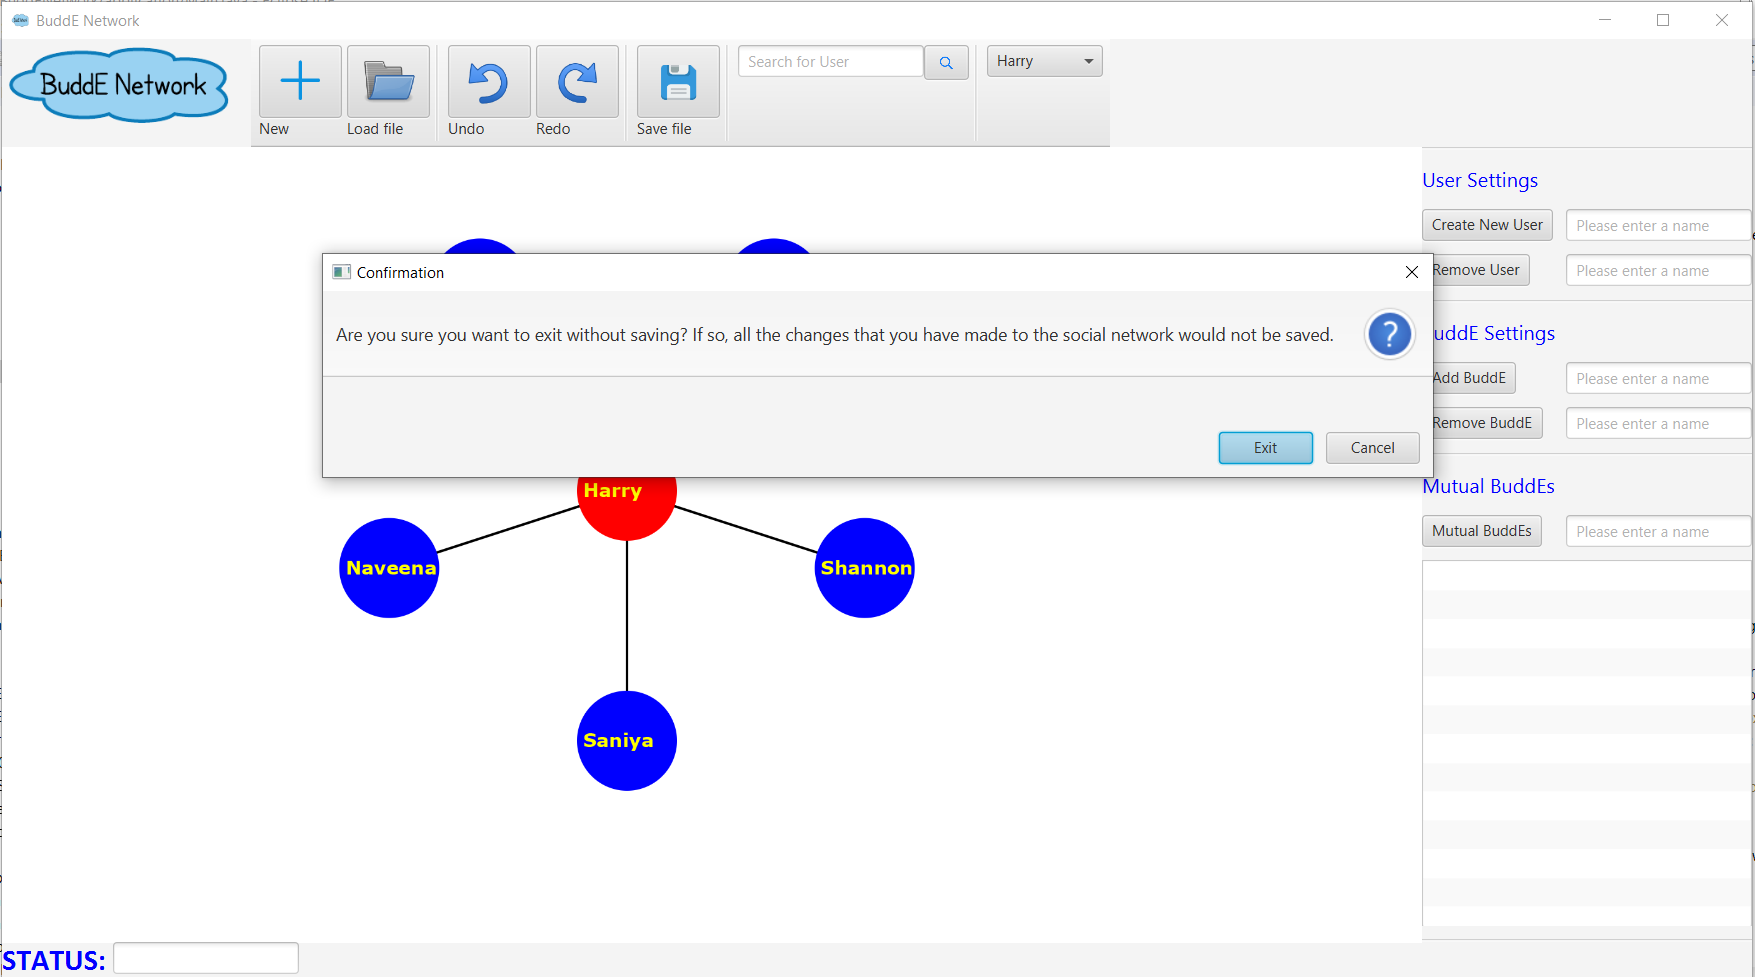 BuddE Network
BuddE Network
New
Load file
Undo
Redo
Save file
Search for User
Harry
User Settings
Create New User
Please enter a name
Remove User
Please enter a name
Confirmation
Are you sure you want to exit without saving? If so, all the changes that you have made to the social network would not be saved.
?
Exit
Cancel
uddE Settings
Add BuddE
Please enter a name
Remove BuddE
Please enter a name
Mutual BuddEs
Mutual BuddEs
Please enter a name
Harry
Naveena
Shannon
Saniya
STATUS: